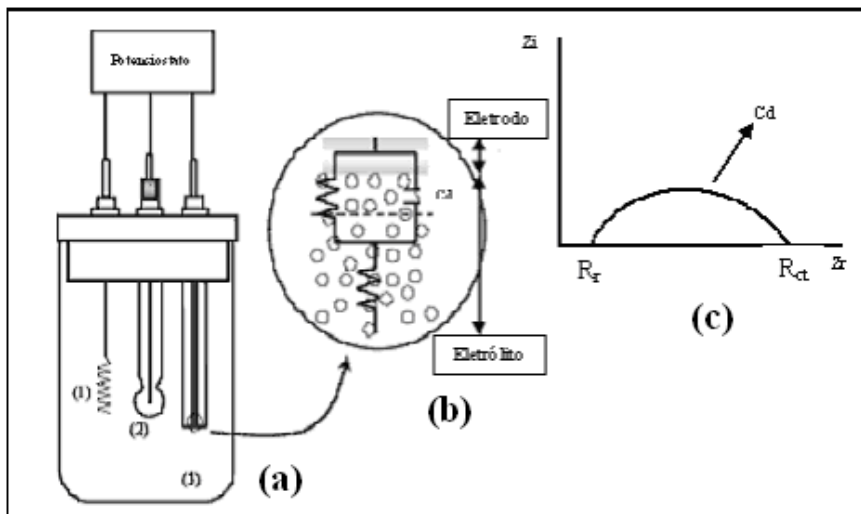 Potenciostato
(1)
(2)
(3)
(a)
Eletrodo
Cd
Eletrólito
(b)
Zi
Cd
Rr
Rct
Zr
(c)